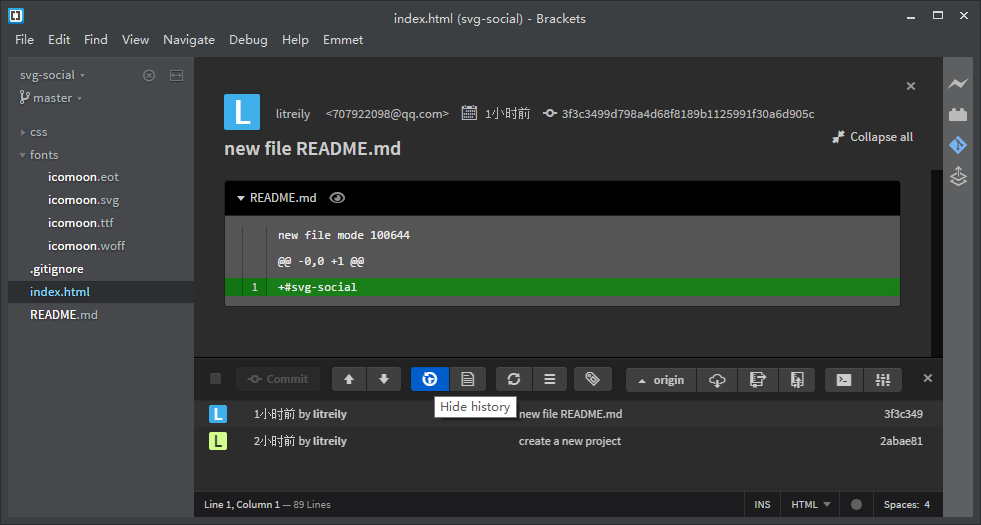 index.html (svg-social) - Brackets
File Edit Find View Navigate Debug Help Emmet
svg-social
master
css
fonts
icomoon.eot
icomoon.svg
icomoon.ttf
icomoon.woff
.gitignore
index.html
README.md
L litreily <707922098@qq.com> 1小时前 3f3c3499d798a4d68f8189b1125991f30a6d905c
Collapse all
new file README.md
README.md
new file mode 100644
@@ -0,0 +1 @@
1 +#svg-social
Commit origin
Hide history
L 1小时前 by litreily new file README.md 3f3c349
L 2小时前 by litreily create a new project 2abae81
Line 1, Column 1 — 89 Lines INS HTML Spaces: 4